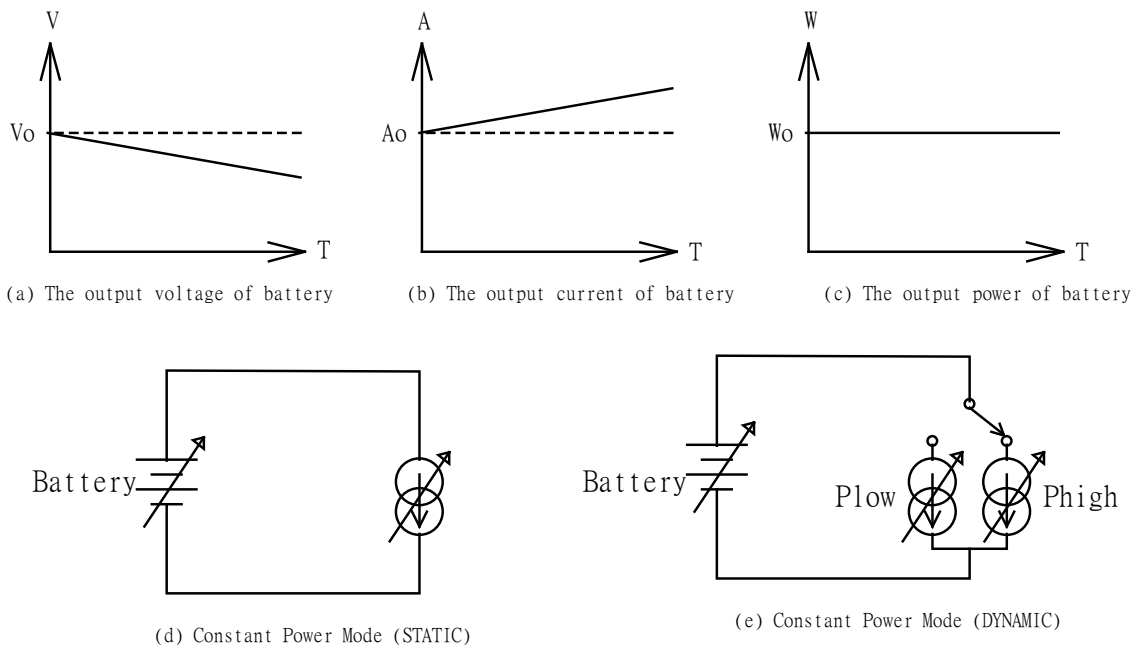 V
A
W
Vo
Ao
Wo
T
T
T
(a) The output voltage of battery
(b) The output current of battery
(c) The output power of battery
Battery
Battery
Plow
Phigh
(d) Constant Power Mode (STATIC)
(e) Constant Power Mode (DYNAMIC)